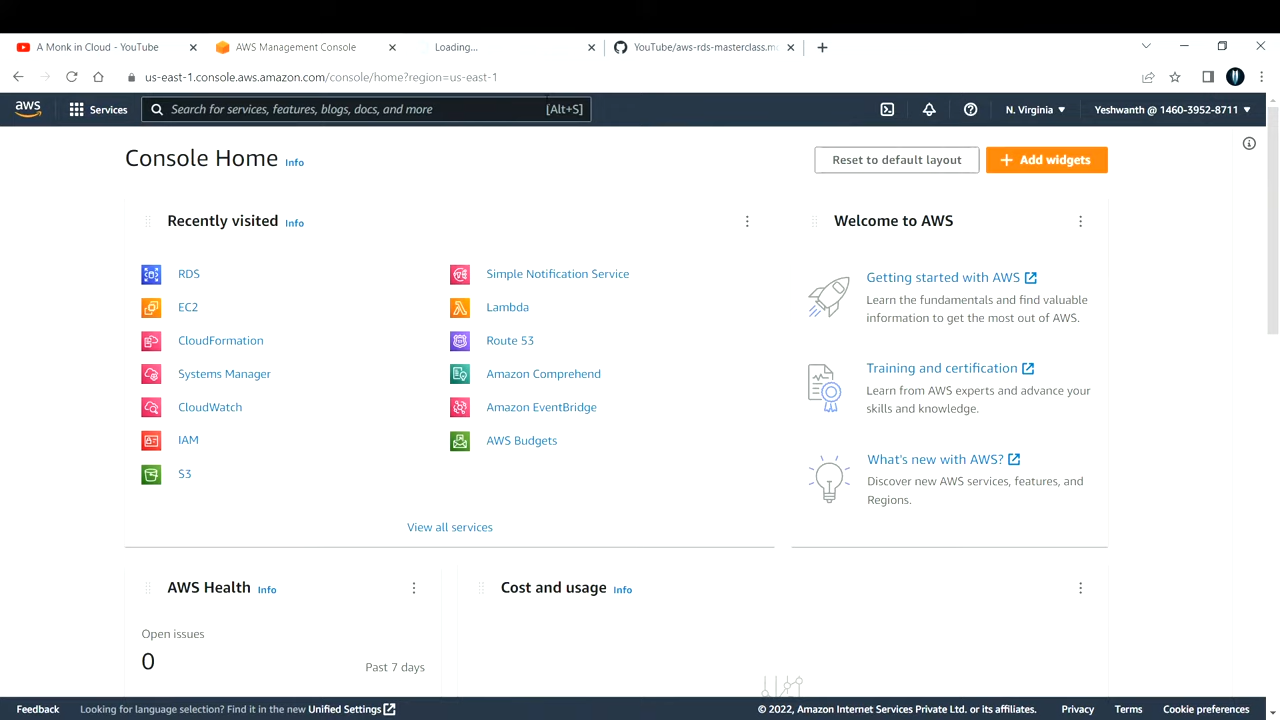 A Monk in Cloud - YouTube
AWS Management Console
Loading...
YouTube/aws-rds-masterclass.m
us-east-1.console.aws.amazon.com/console/home?region=us-east-1
aws
Services
Search for services, features, blogs, docs, and more
[Alt+S]
N. Virginia
Yeshwanth @ 1460-3952-8711
Console Home Info
Reset to default layout
Add widgets
Recently visited Info
RDS
EC2
CloudFormation
Systems Manager
CloudWatch
IAM
S3
Simple Notification Service
Lambda
Route 53
Amazon Comprehend
Amazon EventBridge
AWS Budgets
View all services
Welcome to AWS
Getting started with AWS
Learn the fundamentals and find valuable
information to get the most out of AWS.
Training and certification
Learn from AWS experts and advance your
skills and knowledge.
What's new with AWS?
Discover new AWS services, features, and
Regions.
AWS Health Info
Open issues
0
Past 7 days
Cost and usage Info
Feedback
Looking for language selection? Find it in the new Unified Settings
© 2022, Amazon Internet Services Private Ltd. or its affiliates.
Privacy
Terms
Cookie preferences